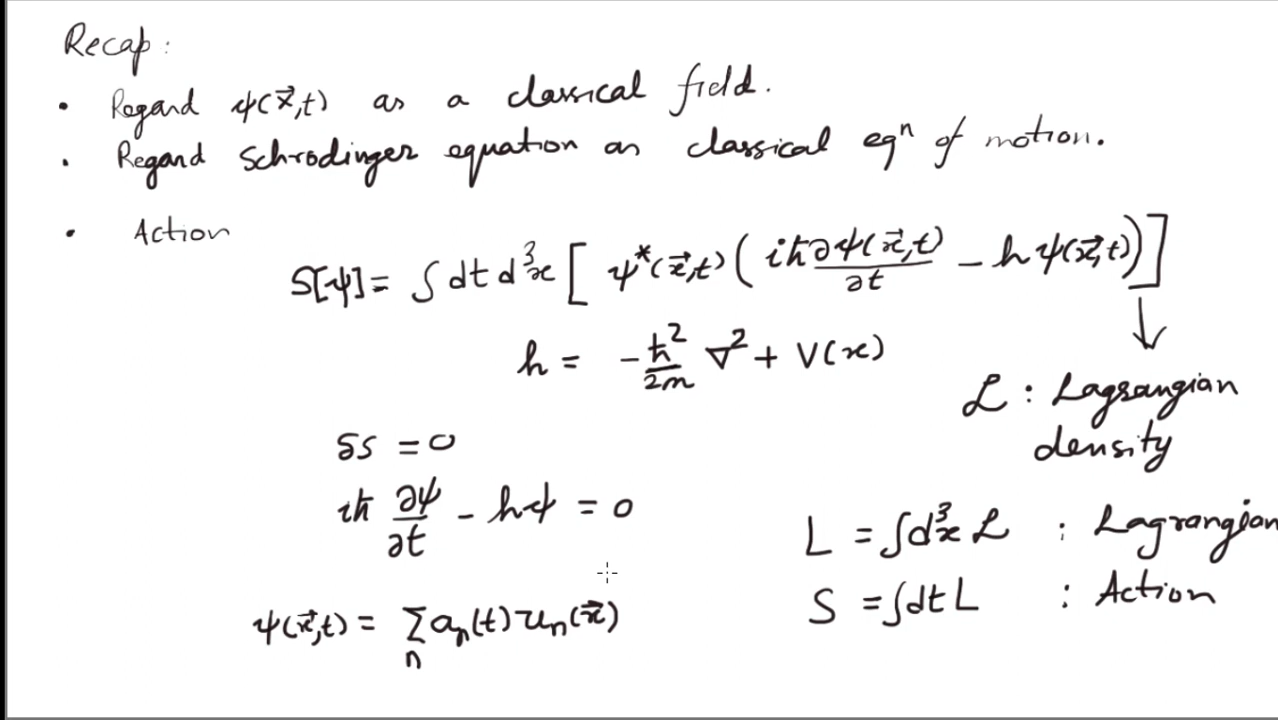 Recap:
• Regard ψ(x⃗,t) as a classical field.
• Regard Schrodinger equation as classical eqⁿ of motion.
• Action
S[ψ] = ∫ dt d³x [ ψ*(x⃗,t) ( iħ ∂ψ(x⃗,t)/∂t − h ψ(x⃗,t) ) ]
h = −ħ²/2m ∇² + V(x)
↓
ℒ : Lagrangian
density
δS = 0
iħ ∂ψ/∂t − hψ = 0
L = ∫d³x ℒ : Lagrangian
S = ∫dt L : Action
ψ(x⃗,t) = Σₙ aₙ(t) uₙ(x⃗)